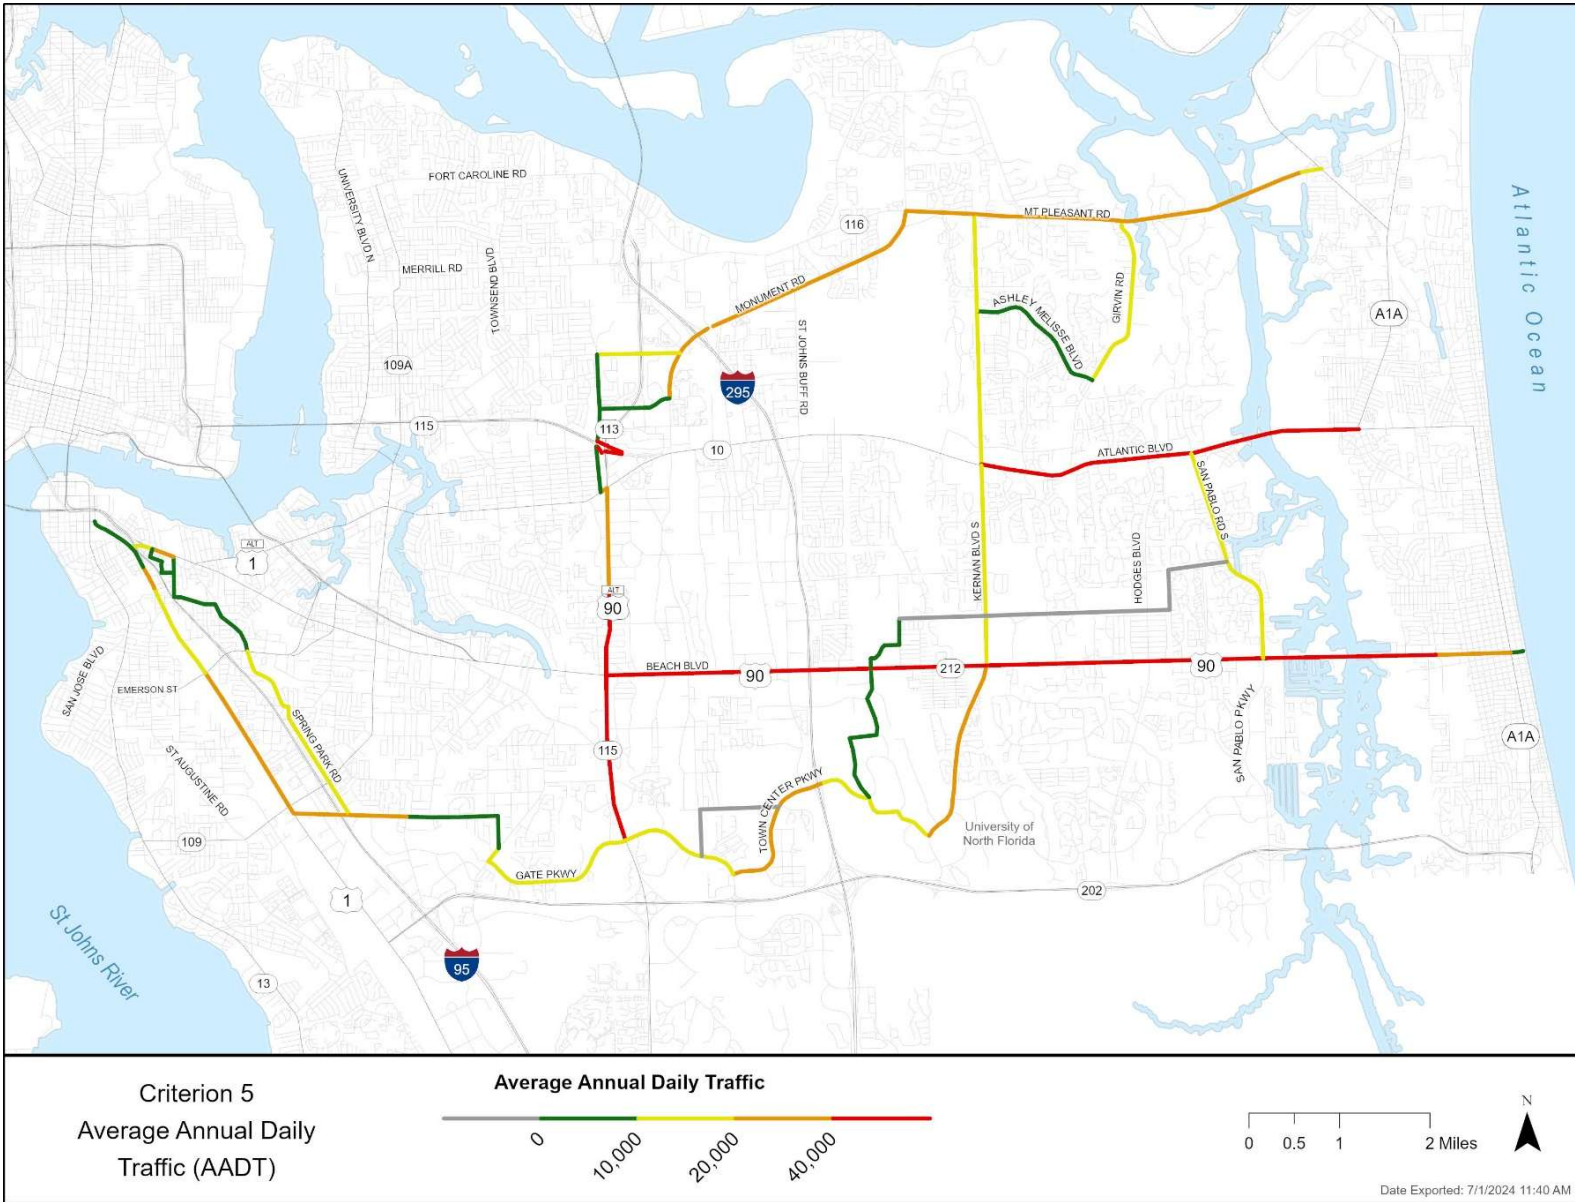 FORT CAROLINE RD
UNIVERSITY BLVD N
MERRILL RD
TOWNSEND BLVD
116
MT PLEASANT RD
MONUMENT RD
ASHLEY MELISSE BLVD
GIRVIN RD
A1A
Atlantic Ocean
ST JOHNS BUFF RD
109A
295
115
113
10
ATLANTIC BLVD
SAN PABLO RD S
ALT
1
KERNAN BLVD S
HODGES BLVD
ALT
90
SAN JOSE BLVD
EMERSON ST
BEACH BLVD
90
212
90
SPRING PARK RD
ST AUGUSTINE RD
115
SAN PABLO PKWY
A1A
TOWN CENTER PKWY
University of
North Florida
109
GATE PKWY
202
1
St Johns River
95
13
Criterion 5
Average Annual Daily
Traffic (AADT)
Average Annual Daily Traffic
0
10,000
20,000
40,000
N
0 0.5 1 2 Miles
Date Exported: 7/1/2024 11:40 AM